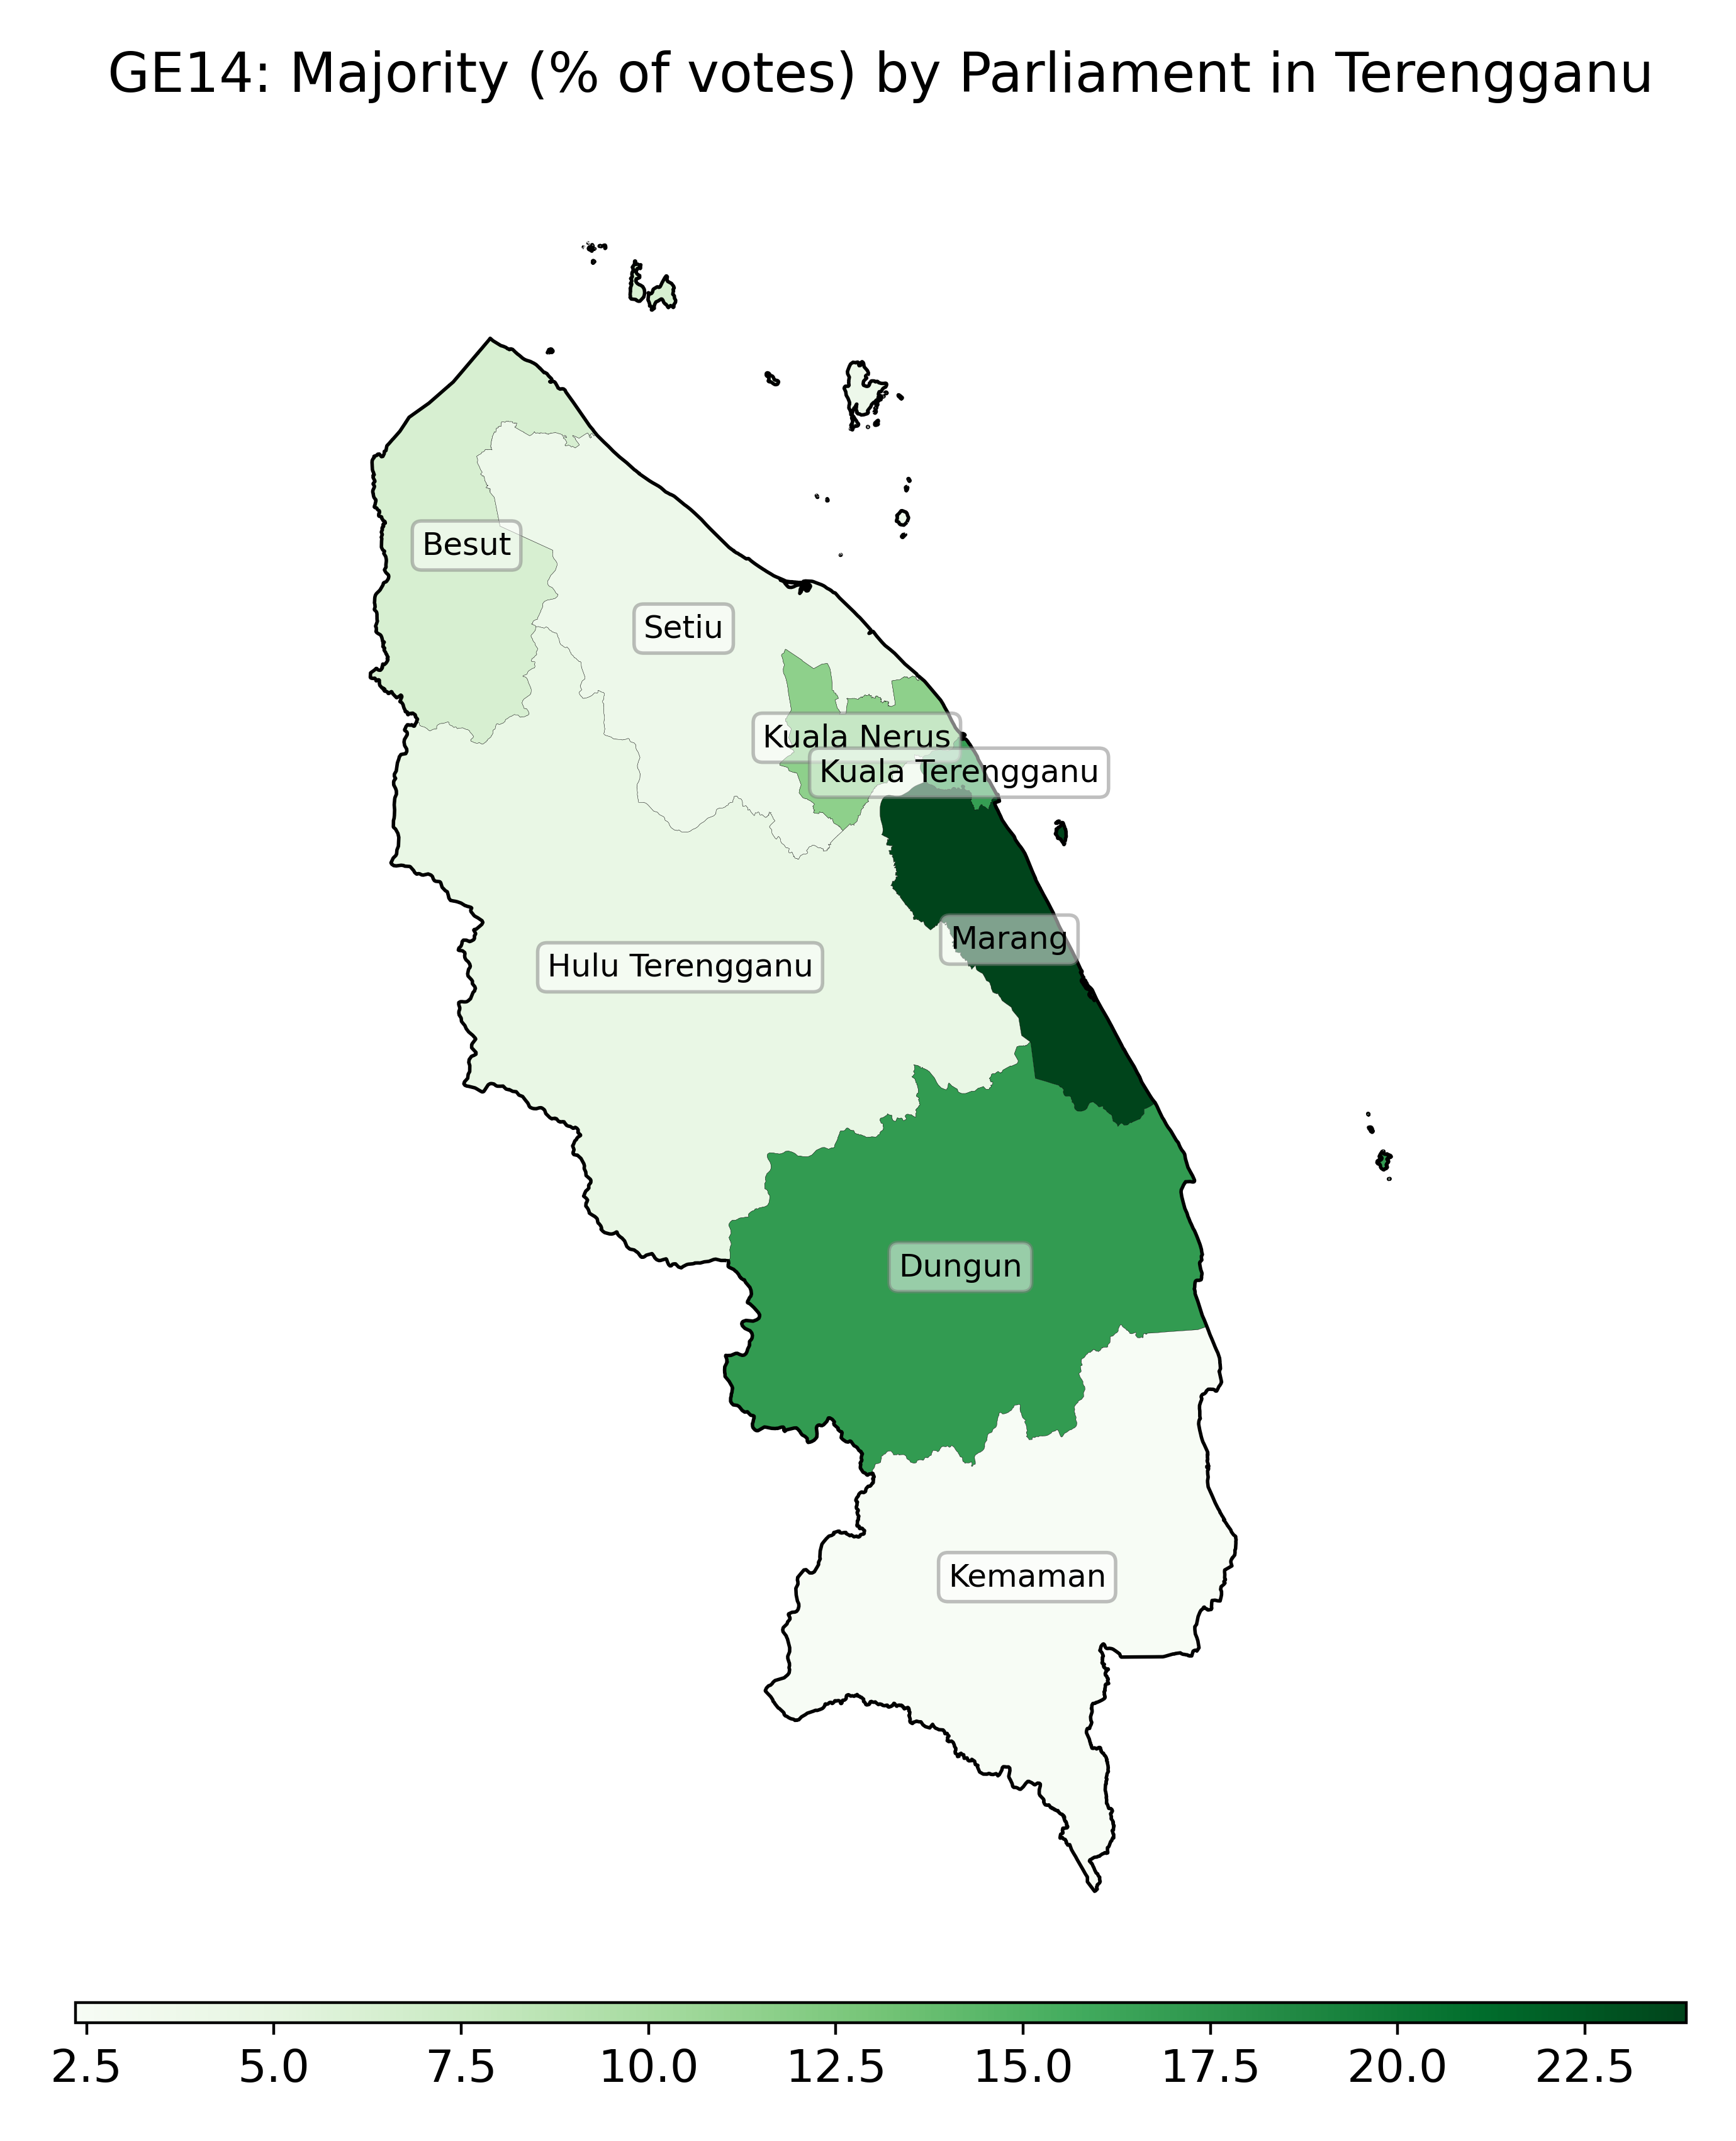 GE14: Majority (% of votes) by Parliament in Terengganu
Besut
Setiu
Kuala Nerus
Kuala Terengganu
Marang
Hulu Terengganu
Dungun
Kemaman
2.5 5.0 7.5 10.0 12.5 15.0 17.5 20.0 22.5